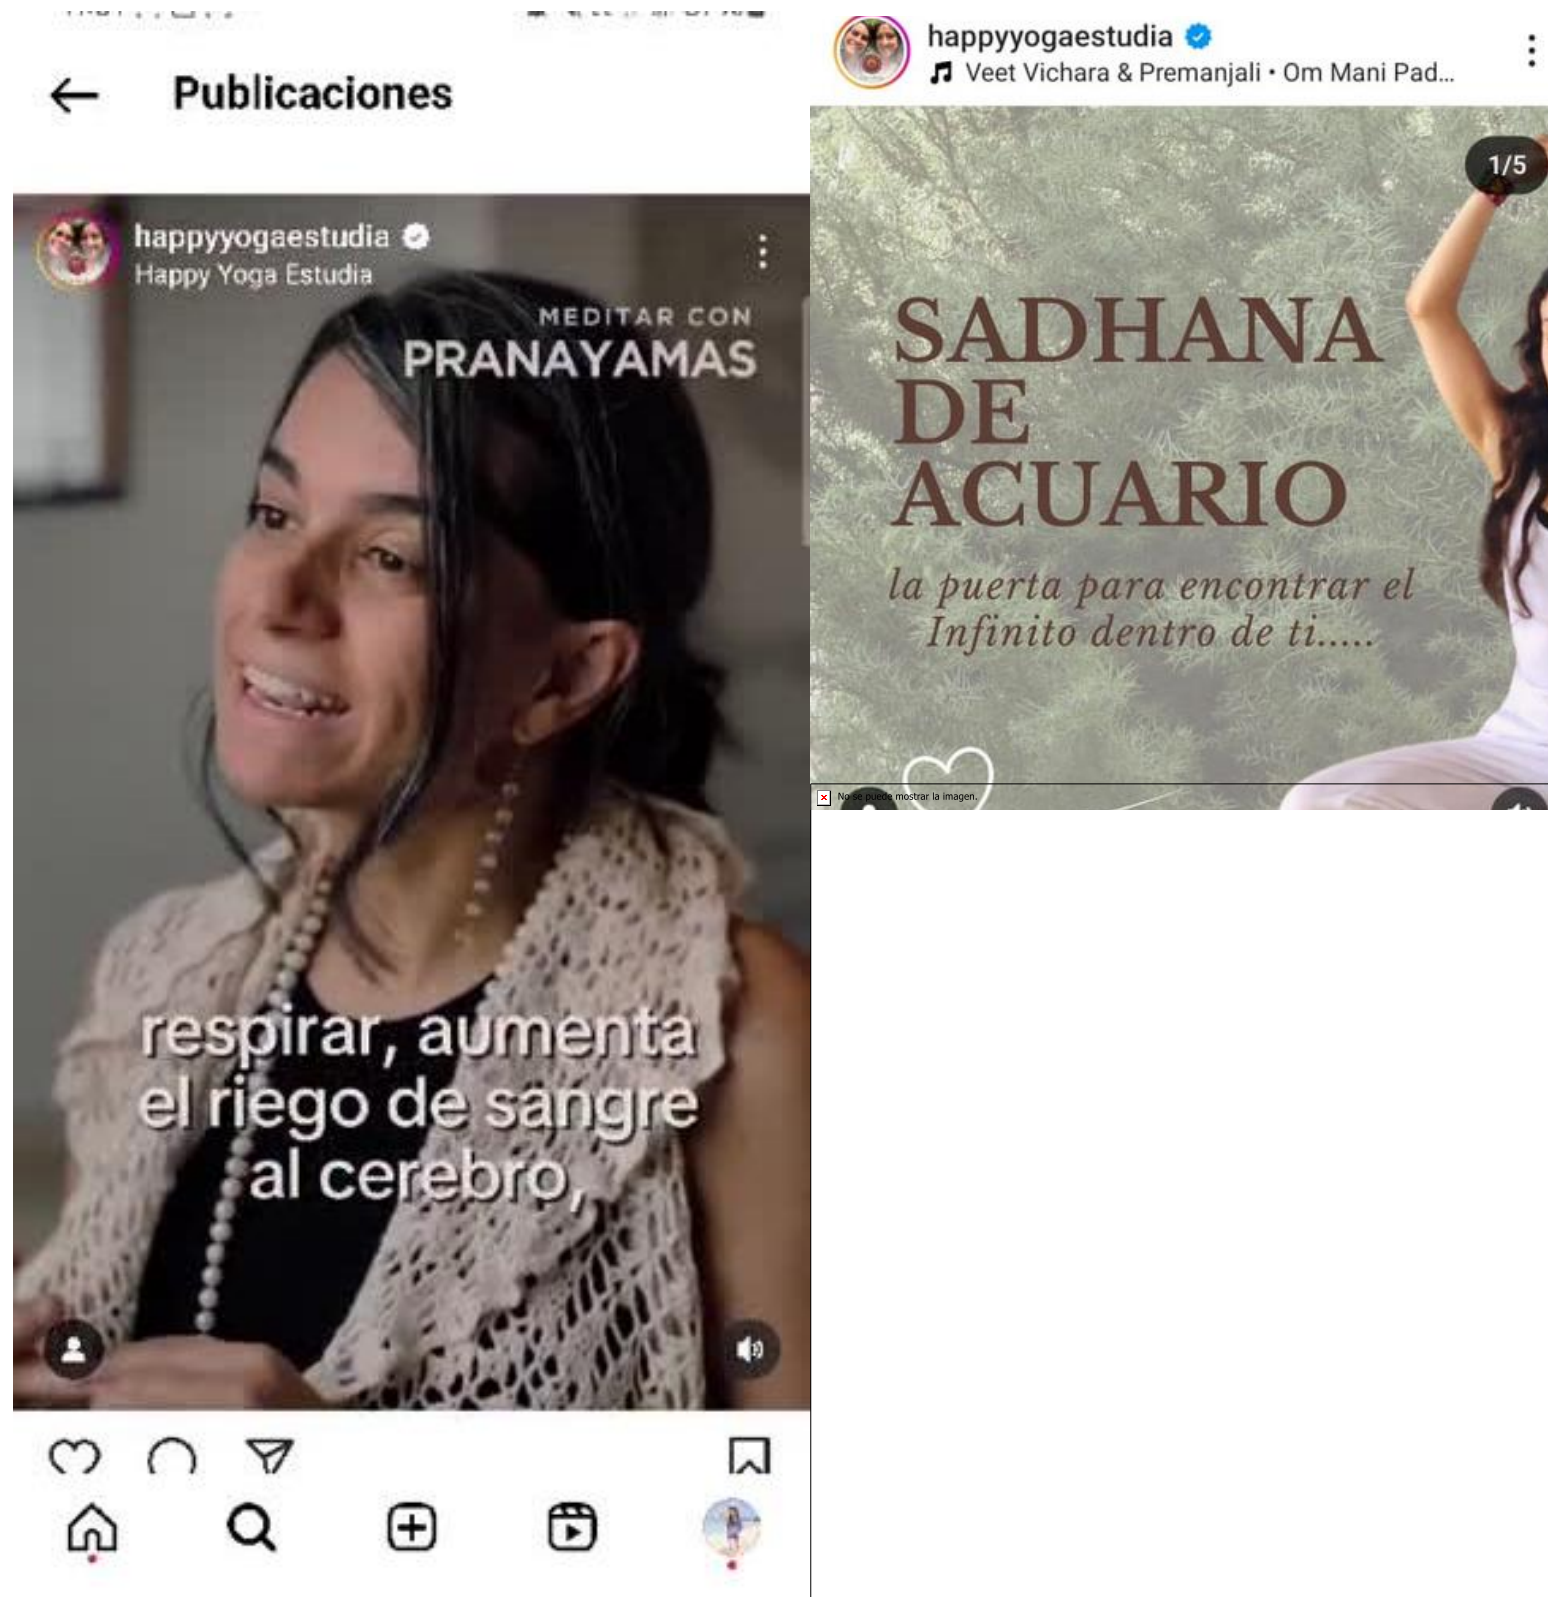 Publicaciones
happyyogaestudia
Happy Yoga Estudia
MEDITAR CON
PRANAYAMAS
respirar, aumenta
el riego de sangre
al cerebro,
happyyogaestudia
Veet Vichara & Premanjali • Om Mani Pad...
1/5
SADHANA
DE
ACUARIO
la puerta para encontrar el
Infinito dentro de ti.....
No se puede mostrar la imagen.